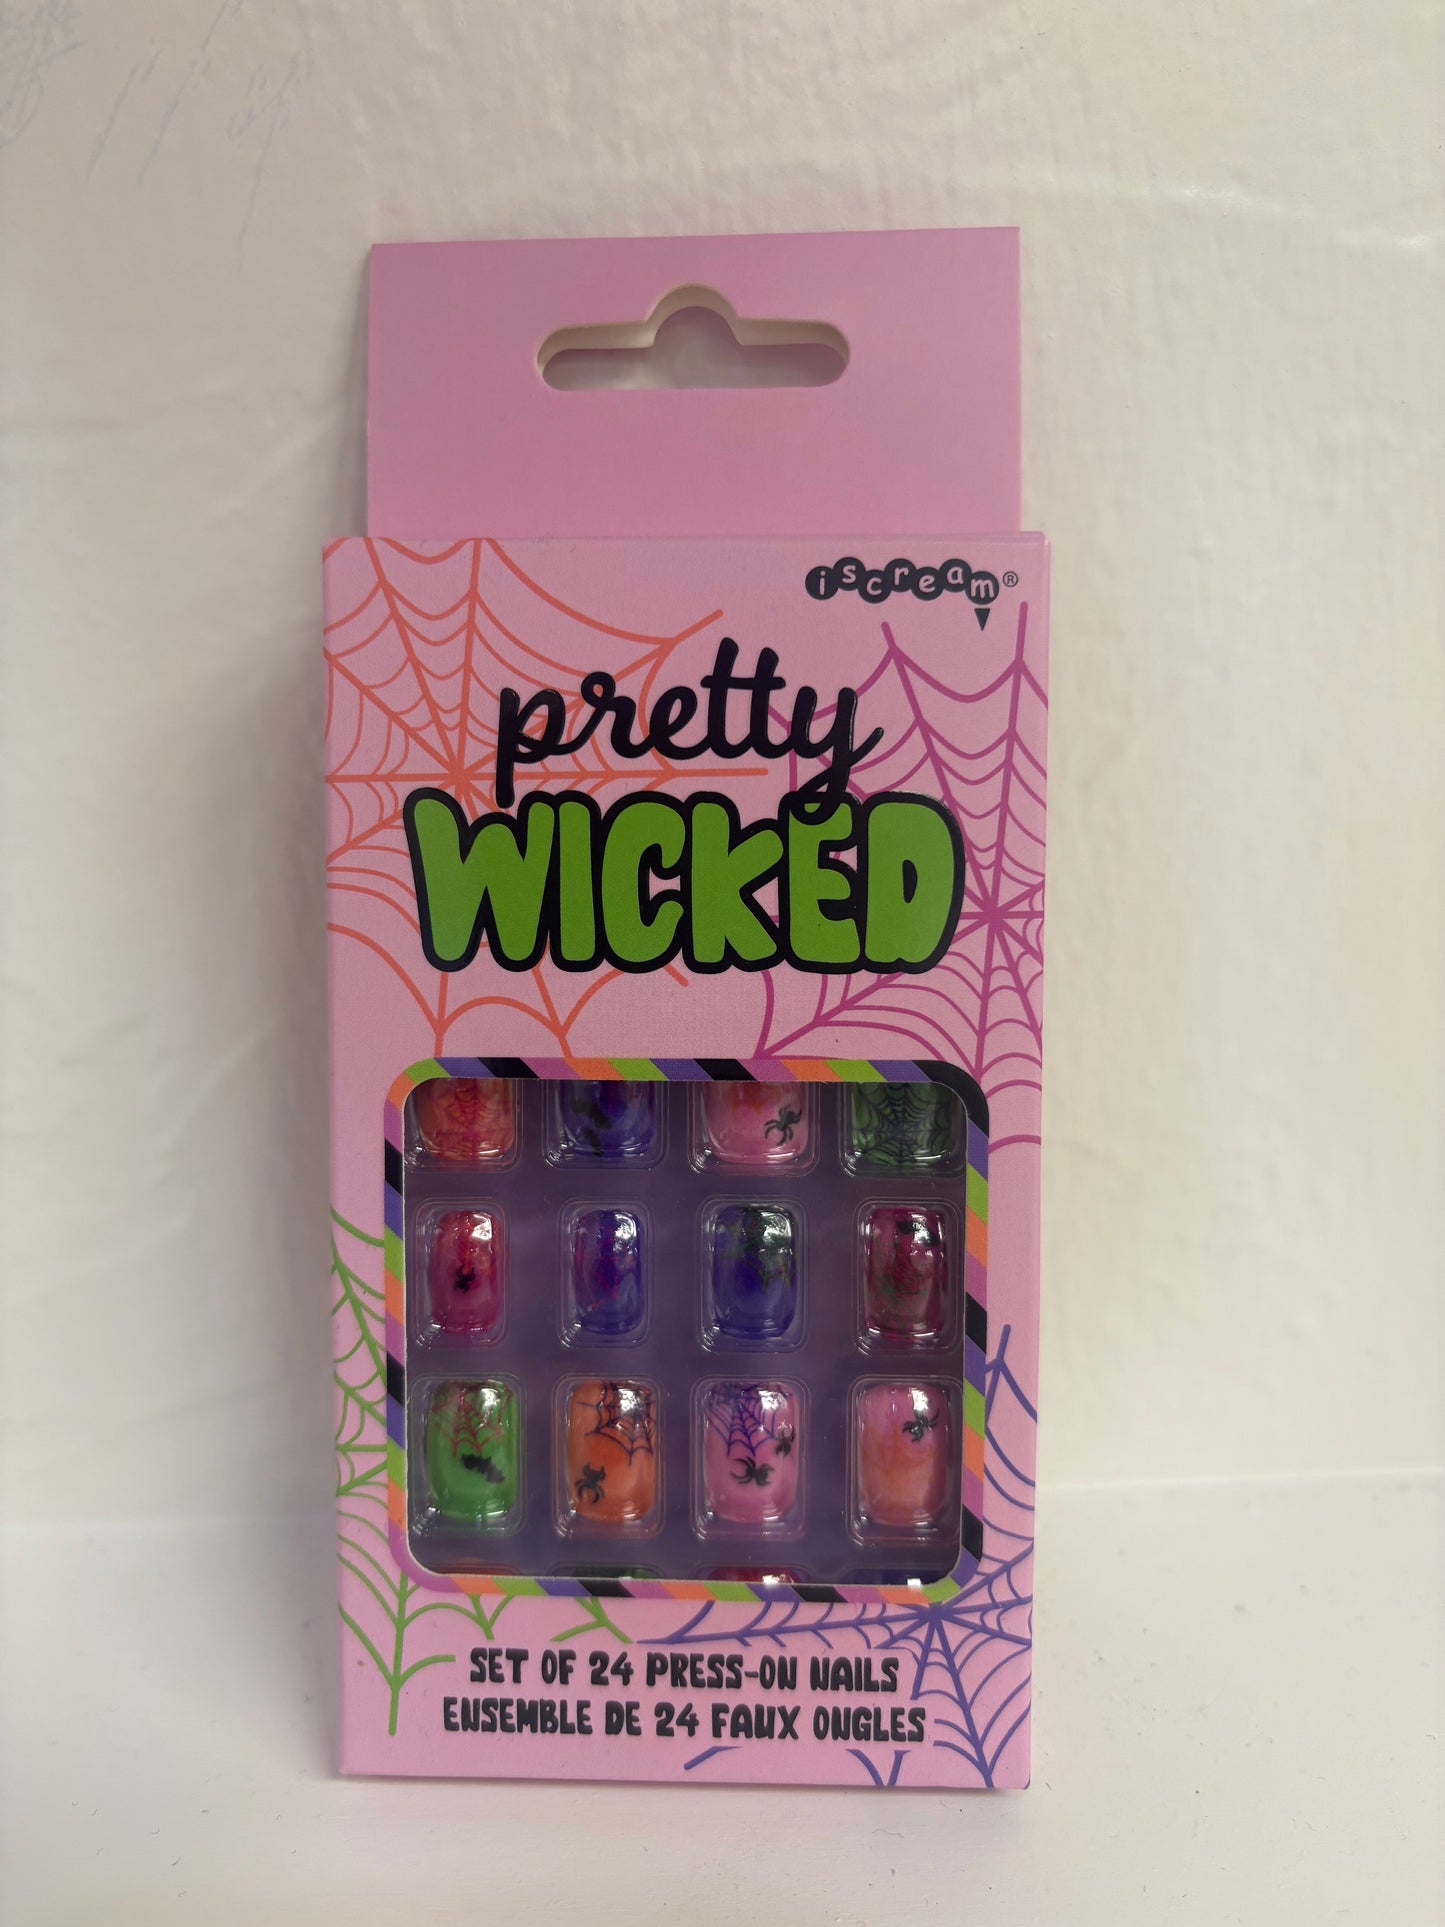 iscream®
pretty
WICKED
SET OF 24 PRESS-ON NAILS
ENSEMBLE DE 24 FAUX ONGLES